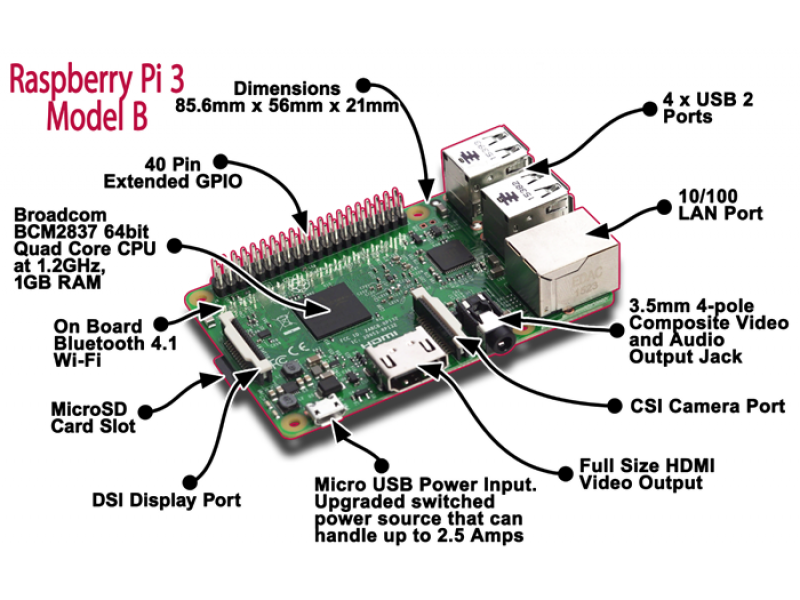 Raspberry Pi 3
Model B
Dimensions
85.6mm x 56mm x 21mm
4 x USB 2
Ports
40 Pin
Extended GPIO
10/100
LAN Port
Broadcom
BCM2837 64bit
Quad Core CPU
at 1.2GHz,
1GB RAM
3.5mm 4-pole
Composite Video
and Audio
Output Jack
On Board
Bluetooth 4.1
Wi-Fi
CSI Camera Port
MicroSD
Card Slot
Full Size HDMI
Video Output
DSI Display Port
Micro USB Power Input.
Upgraded switched
power source that can
handle up to 2.5 Amps
HDMI